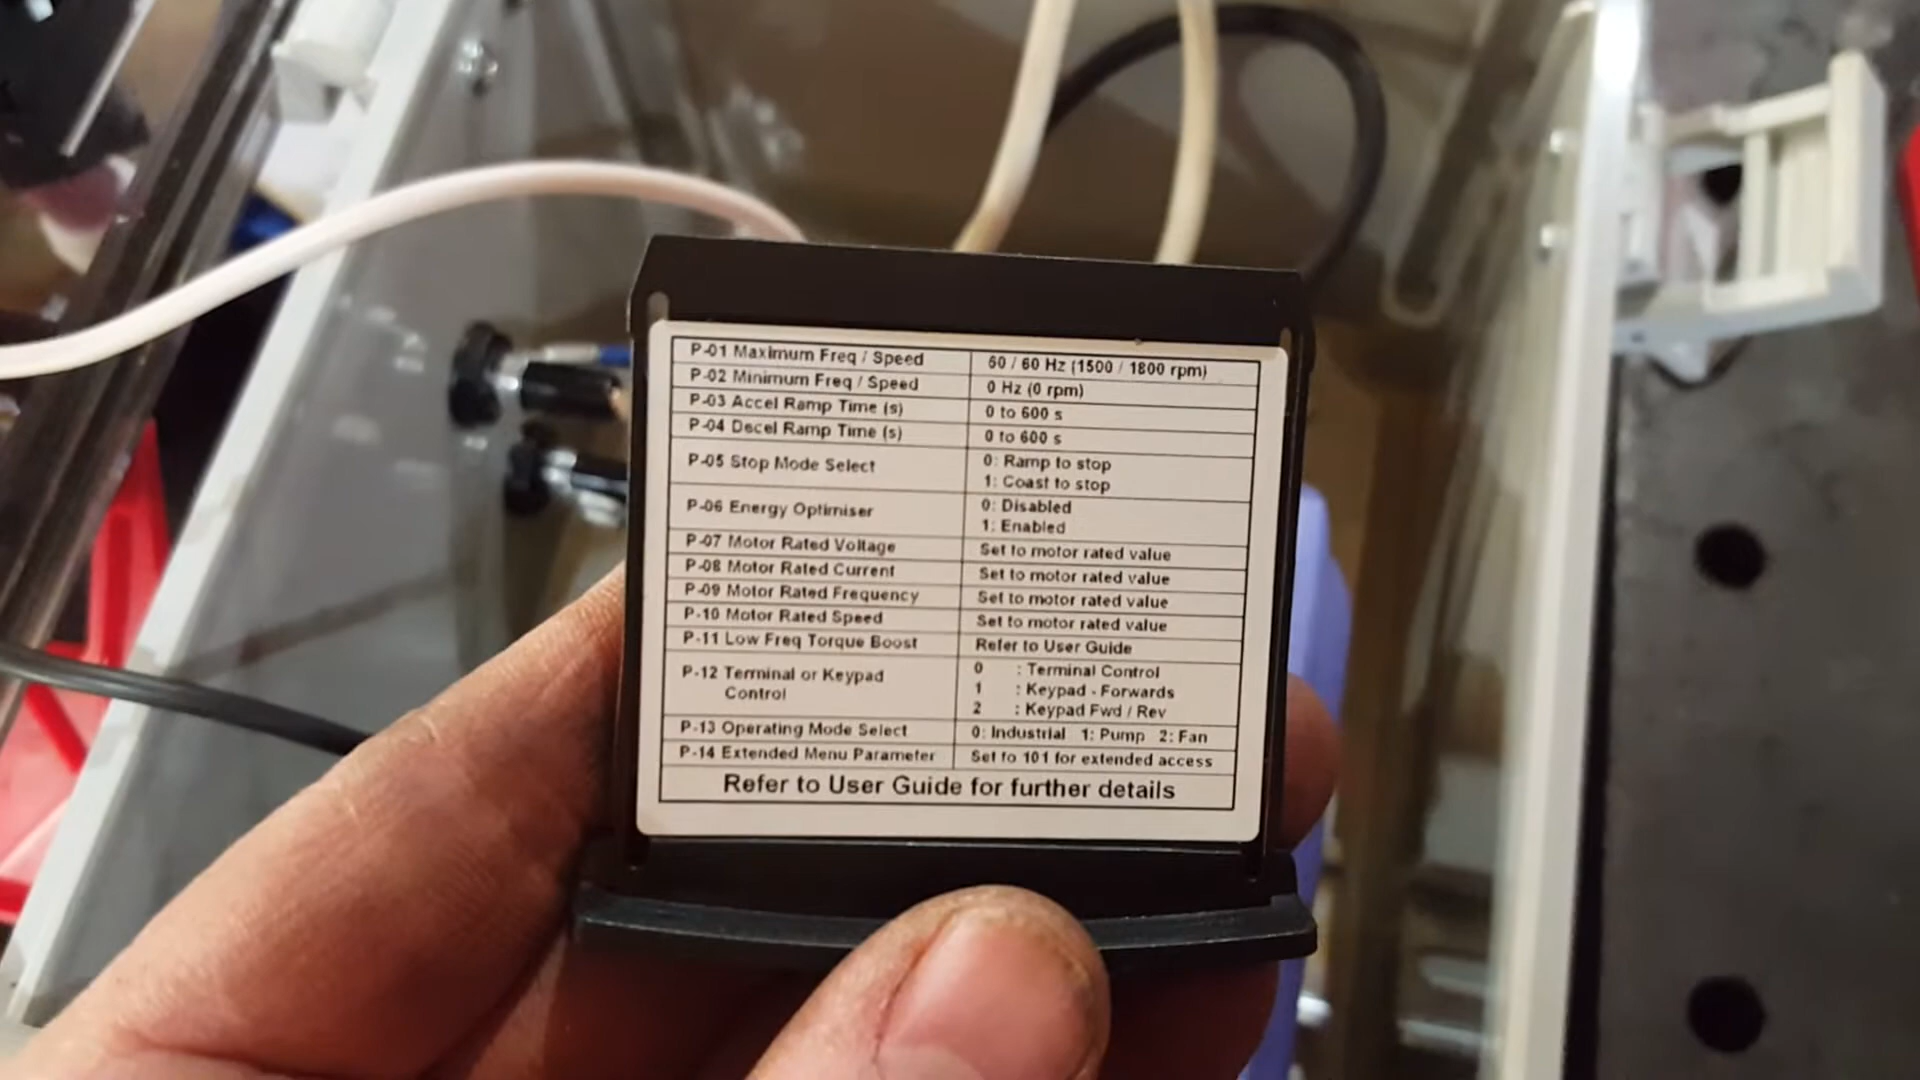 P-01 Maximum Freq / Speed 60 / 60 Hz (1500 / 1800 rpm)
P-02 Minimum Freq / Speed 0 Hz (0 rpm)
P-03 Accel Ramp Time (s) 0 to 600 s
P-04 Decel Ramp Time (s) 0 to 600 s
P-05 Stop Mode Select 0: Ramp to stop
1: Coast to stop
P-06 Energy Optimiser 0: Disabled
1: Enabled
P-07 Motor Rated Voltage Set to motor rated value
P-08 Motor Rated Current Set to motor rated value
P-09 Motor Rated Frequency Set to motor rated value
P-10 Motor Rated Speed Set to motor rated value
P-11 Low Freq Torque Boost Refer to User Guide
P-12 Terminal or Keypad Control 0 : Terminal Control
1 : Keypad - Forwards
2 : Keypad Fwd / Rev
P-13 Operating Mode Select 0: Industrial 1: Pump 2: Fan
P-14 Extended Menu Parameter Set to 101 for extended access
Refer to User Guide for further details